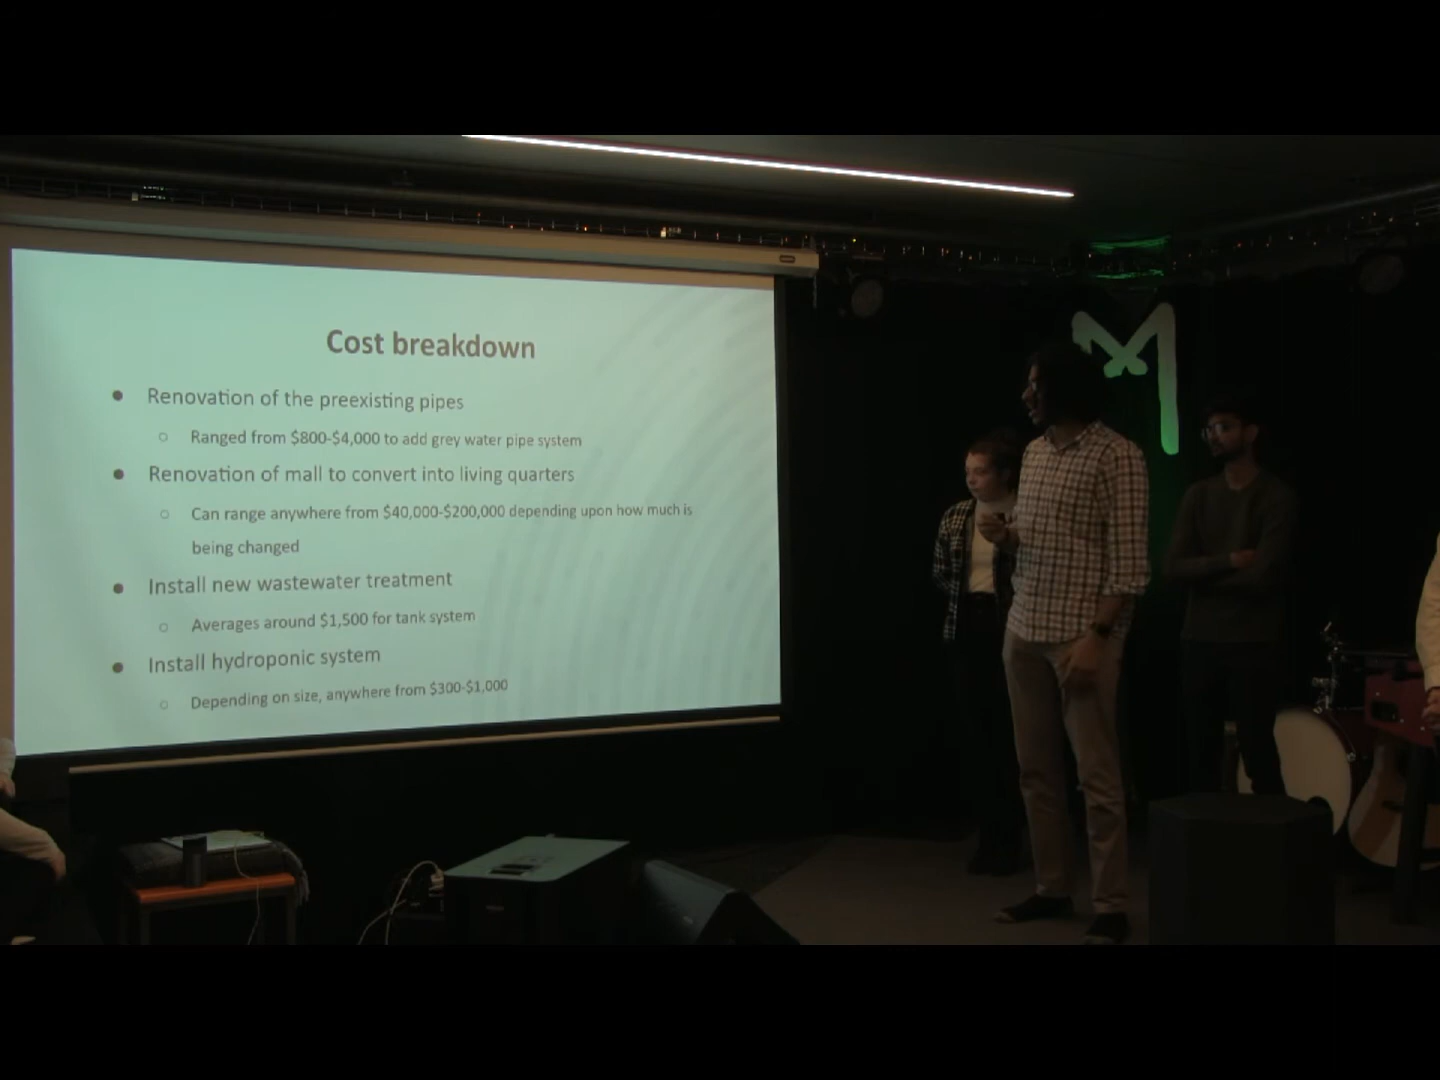 Cost breakdown
● Renovation of the preexisting pipes
○ Ranged from $800-$4,000 to add grey water pipe system
● Renovation of mall to convert into living quarters
○ Can range anywhere from $40,000-$200,000 depending upon how much is
being changed
● Install new wastewater treatment
○ Averages around $1,500 for tank system
● Install hydroponic system
○ Depending on size, anywhere from $300-$1,000